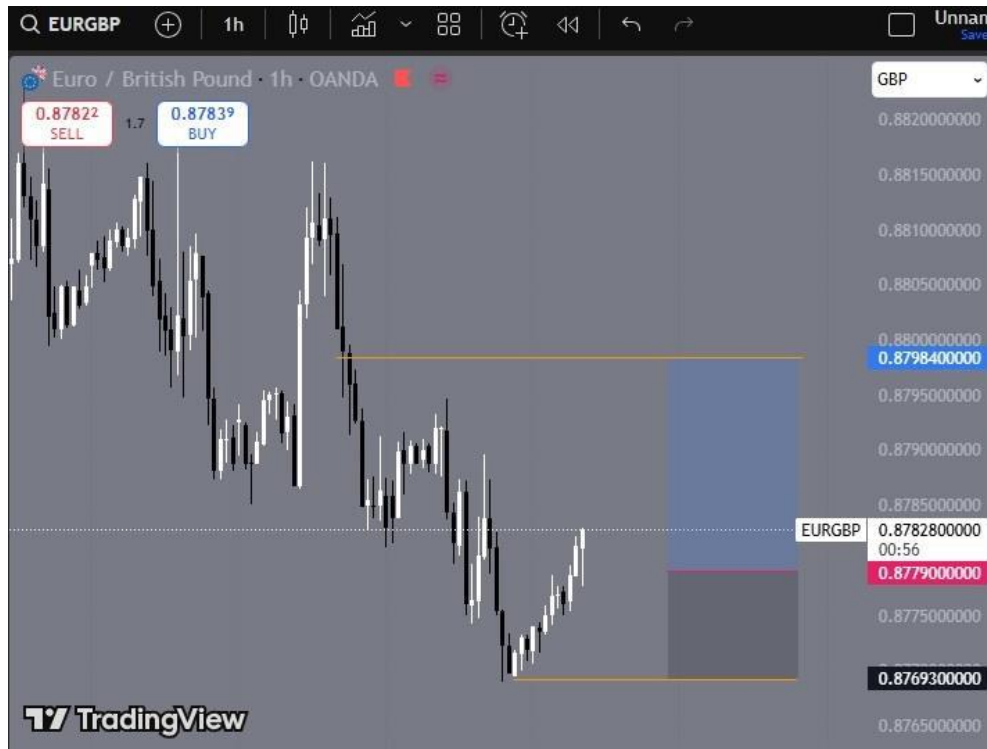 EURGBP
1h
Unnan
Save
Euro / British Pound · 1h · OANDA
GBP
0.87822
SELL
1.7
0.87839
BUY
0.8820000000
0.8815000000
0.8810000000
0.8805000000
0.8800000000
0.8798400000
0.8795000000
0.8790000000
0.8785000000
EURGBP
0.8782800000
00:56
0.8779000000
0.8775000000
0.8769300000
0.8765000000
TradingView